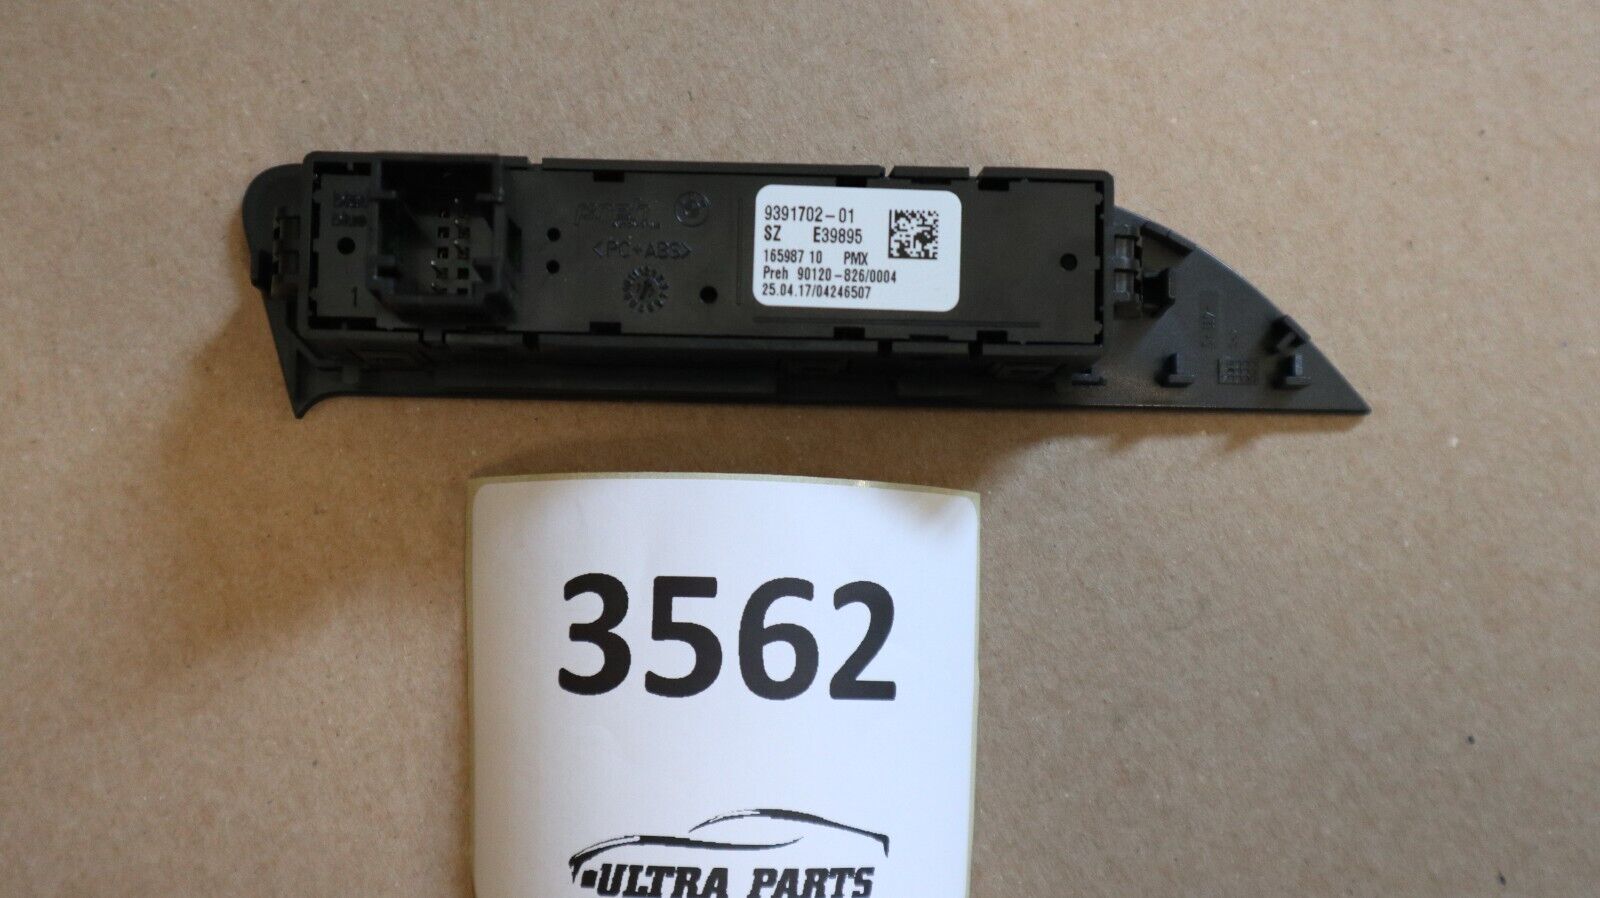 preh
<PC+ABS>
1
9391702-01
SZ E39895
165987 10 PMX
Preh 90120-826/0004
25.04.17/04246507
3562
ULTRA PARTS